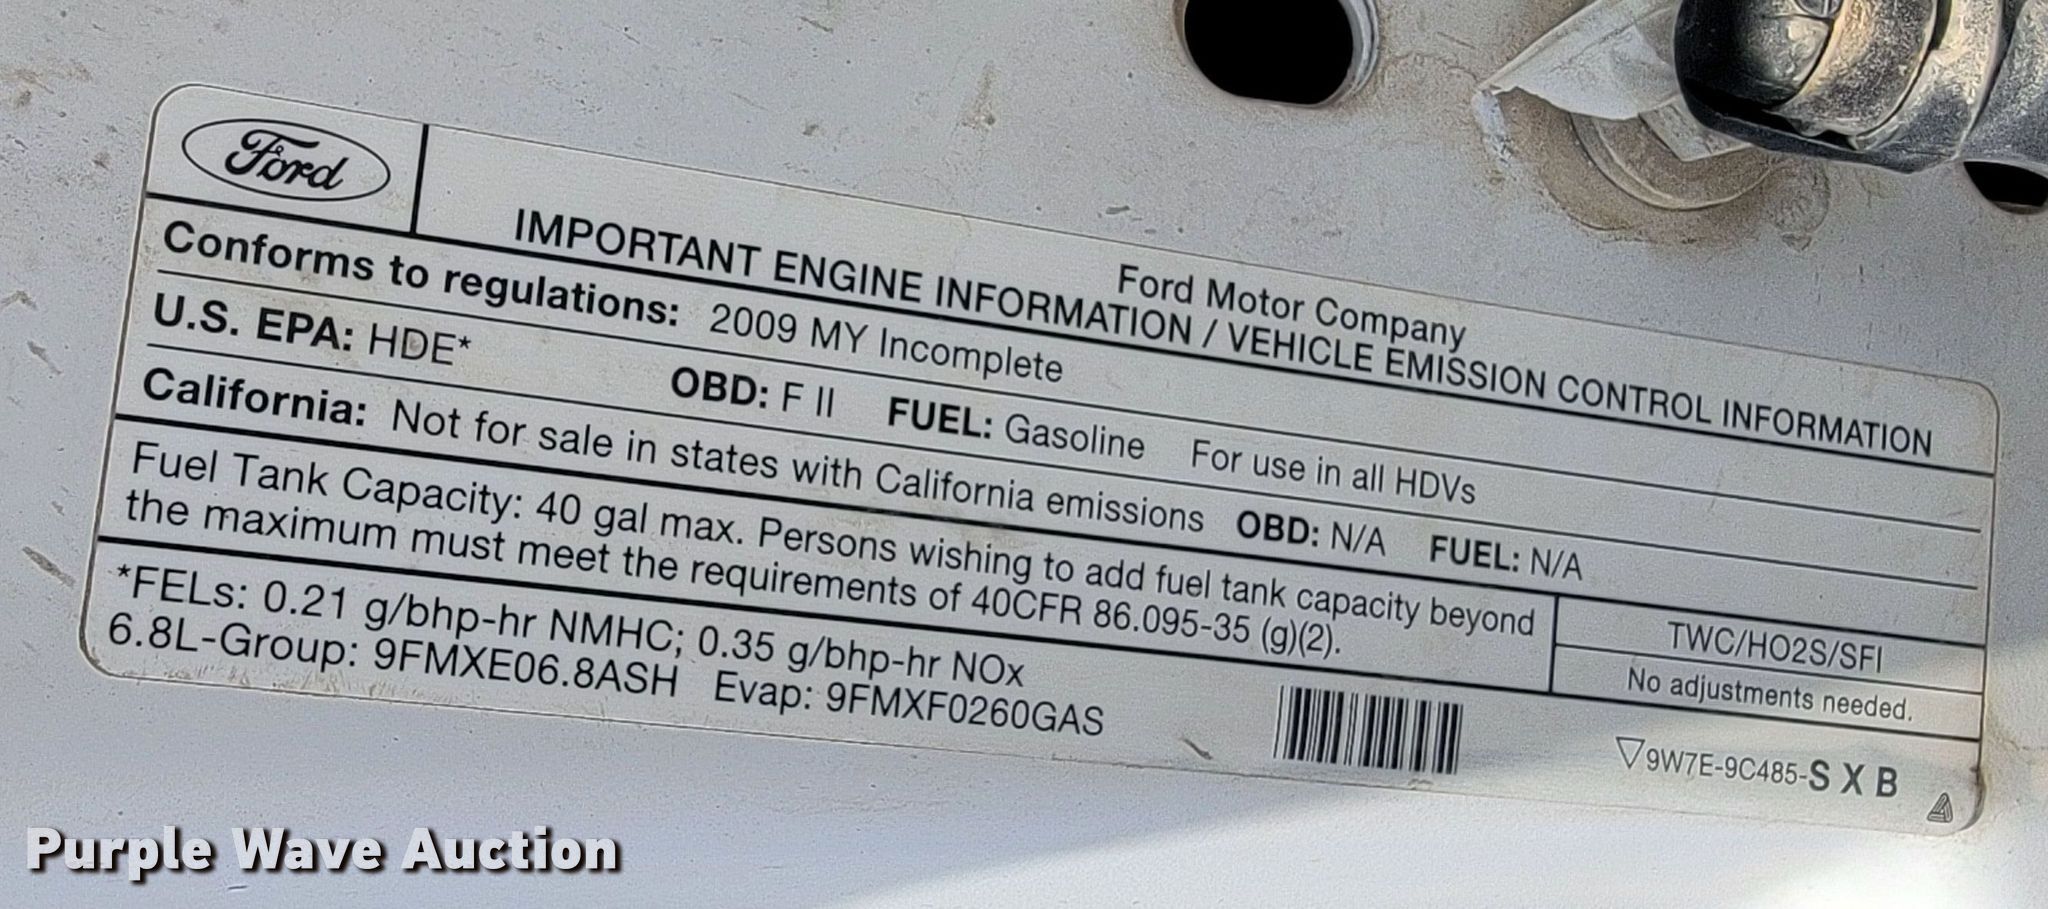 Ford
Ford Motor Company
IMPORTANT ENGINE INFORMATION / VEHICLE EMISSION CONTROL INFORMATION
Conforms to regulations: 2009 MY Incomplete
U.S. EPA: HDE* OBD: F II FUEL: Gasoline For use in all HDVs
California: Not for sale in states with California emissions OBD: N/A FUEL: N/A
Fuel Tank Capacity: 40 gal max. Persons wishing to add fuel tank capacity beyond
the maximum must meet the requirements of 40CFR 86.095-35 (g)(2).
TWC/HO2S/SFI
No adjustments needed.
*FELs: 0.21 g/bhp-hr NMHC; 0.35 g/bhp-hr NOx
6.8L-Group: 9FMXE06.8ASH Evap: 9FMXF0260GAS
▽9W7E-9C485-S X B
Purple Wave Auction